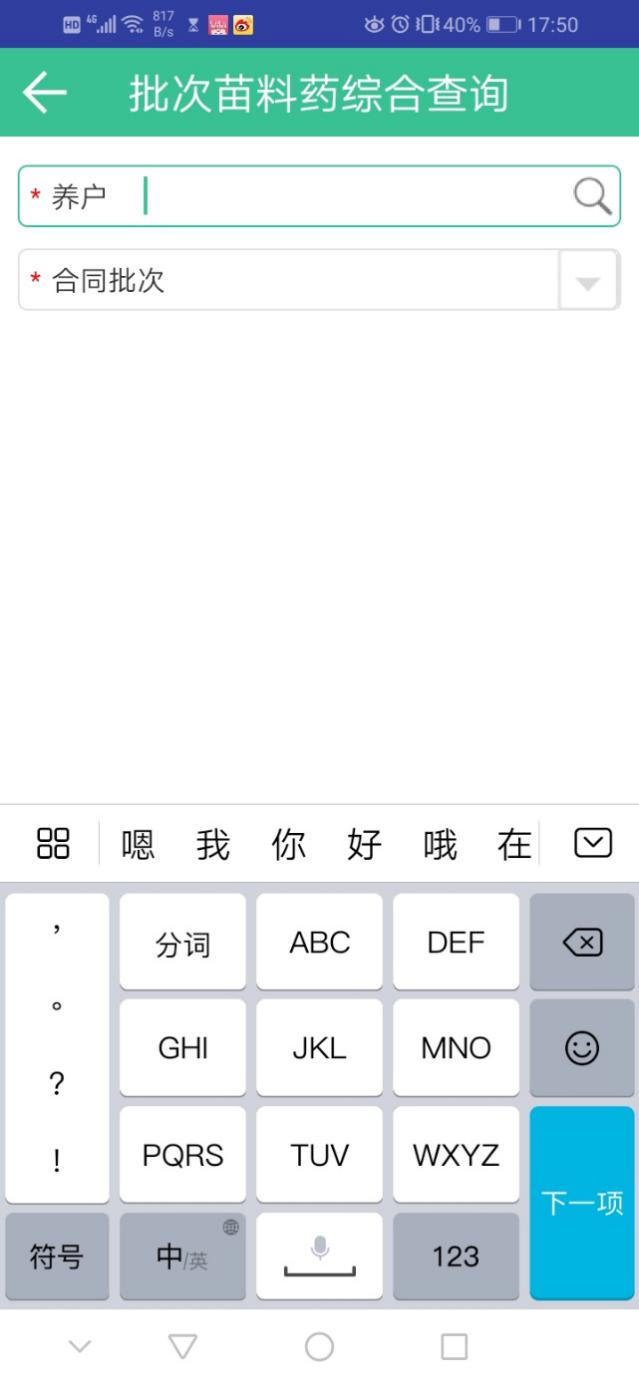 HD 4G 817 B/s 40% 17:50
批次苗料药综合查询
* 养户
* 合同批次
嗯 我 你 好 哦 在
， 分词 ABC DEF
。 GHI JKL MNO
？
！ PQRS TUV WXYZ 下一项
符号 中/英 123